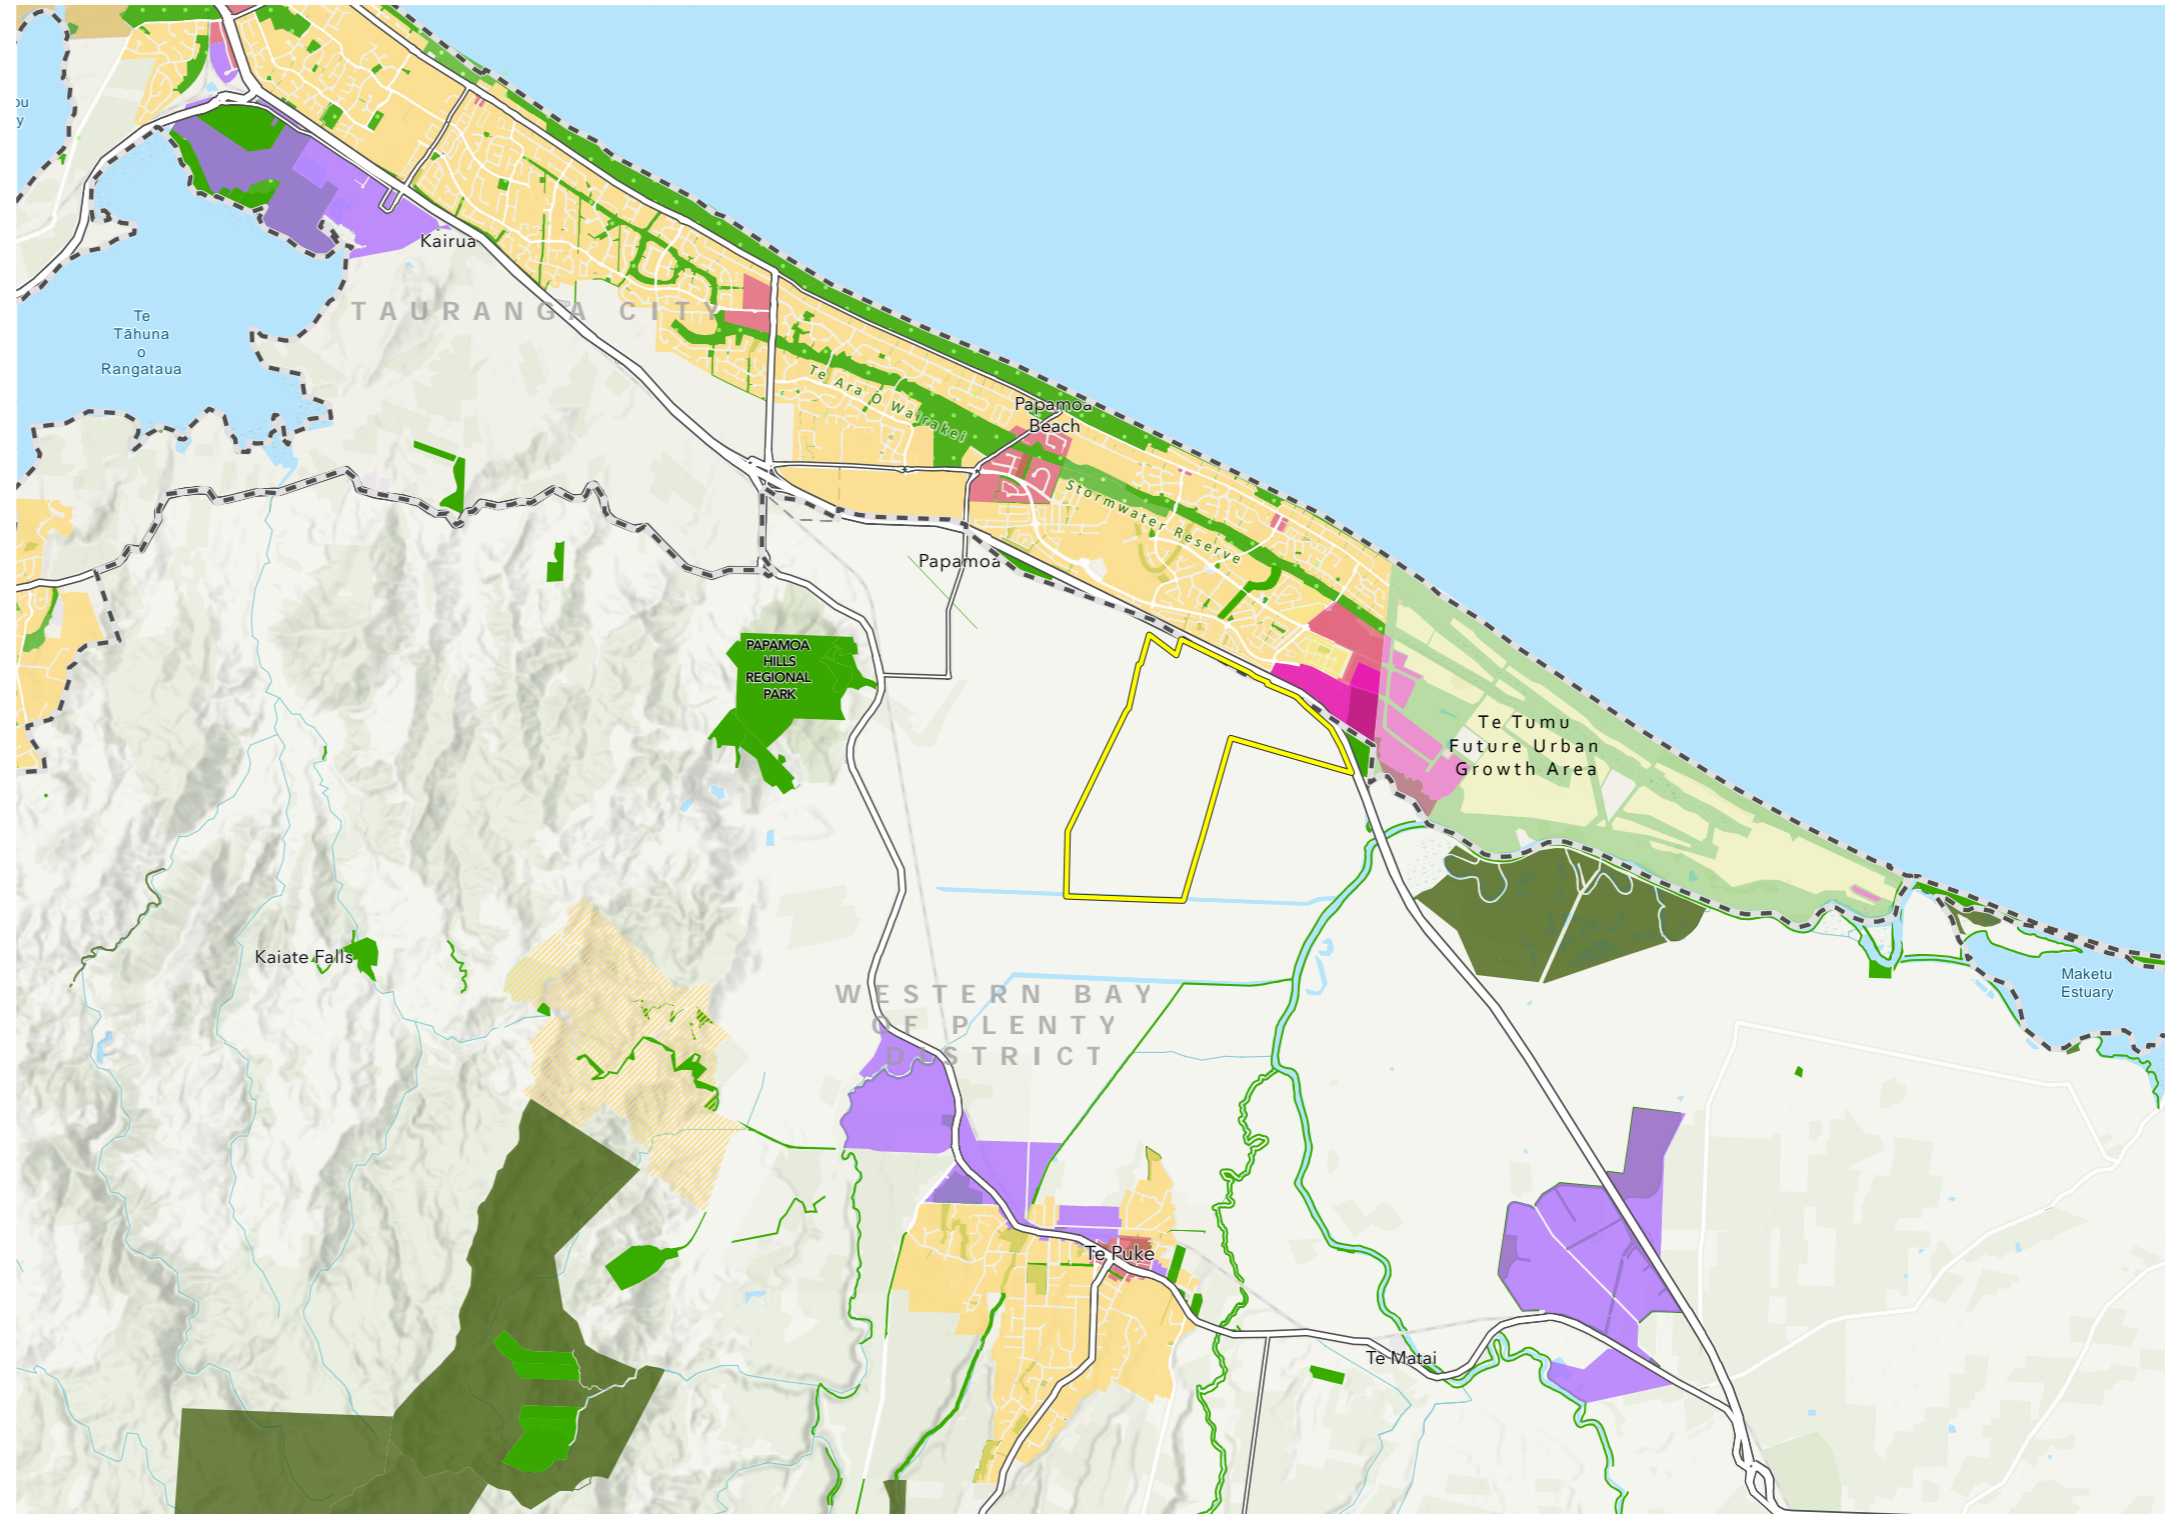 ou
y
Kairua
TAURANGA CITY
Te
Tāhuna
o
Rangataua
Te Ara O Wairakei
Papamoa
Beach
Stormwater Reserve
Papamoa
PAPAMOA
HILLS
REGIONAL
PARK
Te Tumu
Future Urban
Growth Area
Kaiate Falls
WESTERN BAY
OF PLENTY
DISTRICT
Maketu
Estuary
Te Puke
Te Matai